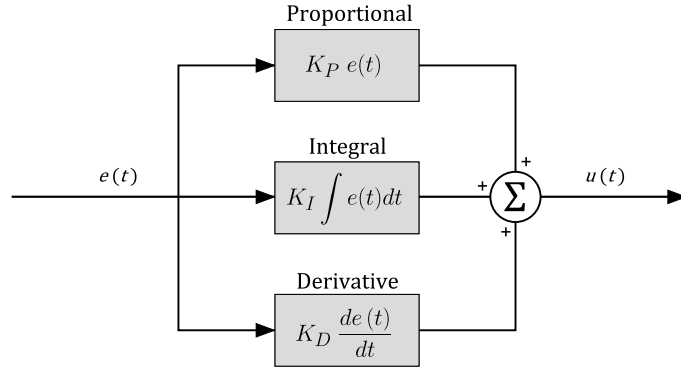 Proportional
K_P e(t)
Integral
e(t)
K_I ∫ e(t)dt
+
+
Σ
+
u(t)
Derivative
K_D de(t)/dt